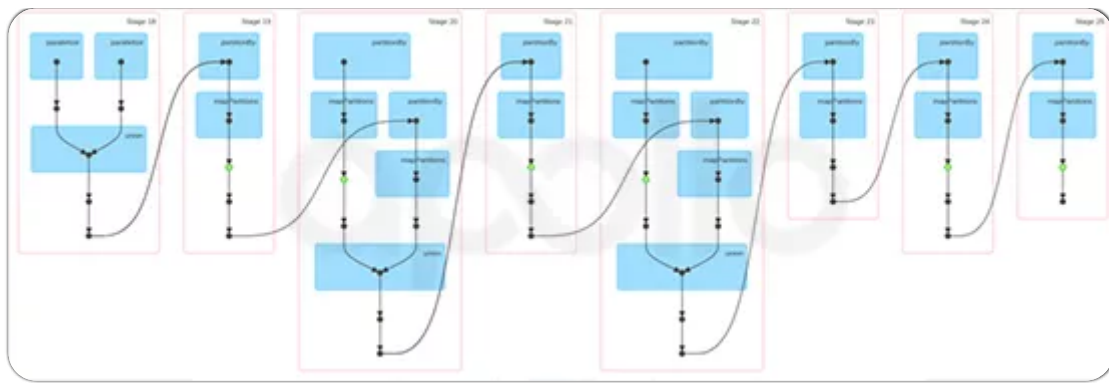 Stage 18
parallelize
parallelize
union
Stage 19
partitionBy
mapPartitions
Stage 20
partitionBy
mapPartitions
partitionBy
mapPartitions
union
Stage 21
partitionBy
mapPartitions
Stage 22
partitionBy
mapPartitions
partitionBy
mapPartitions
union
Stage 23
partitionBy
mapPartitions
Stage 24
partitionBy
mapPartitions
Stage 25
partitionBy
mapPartitions